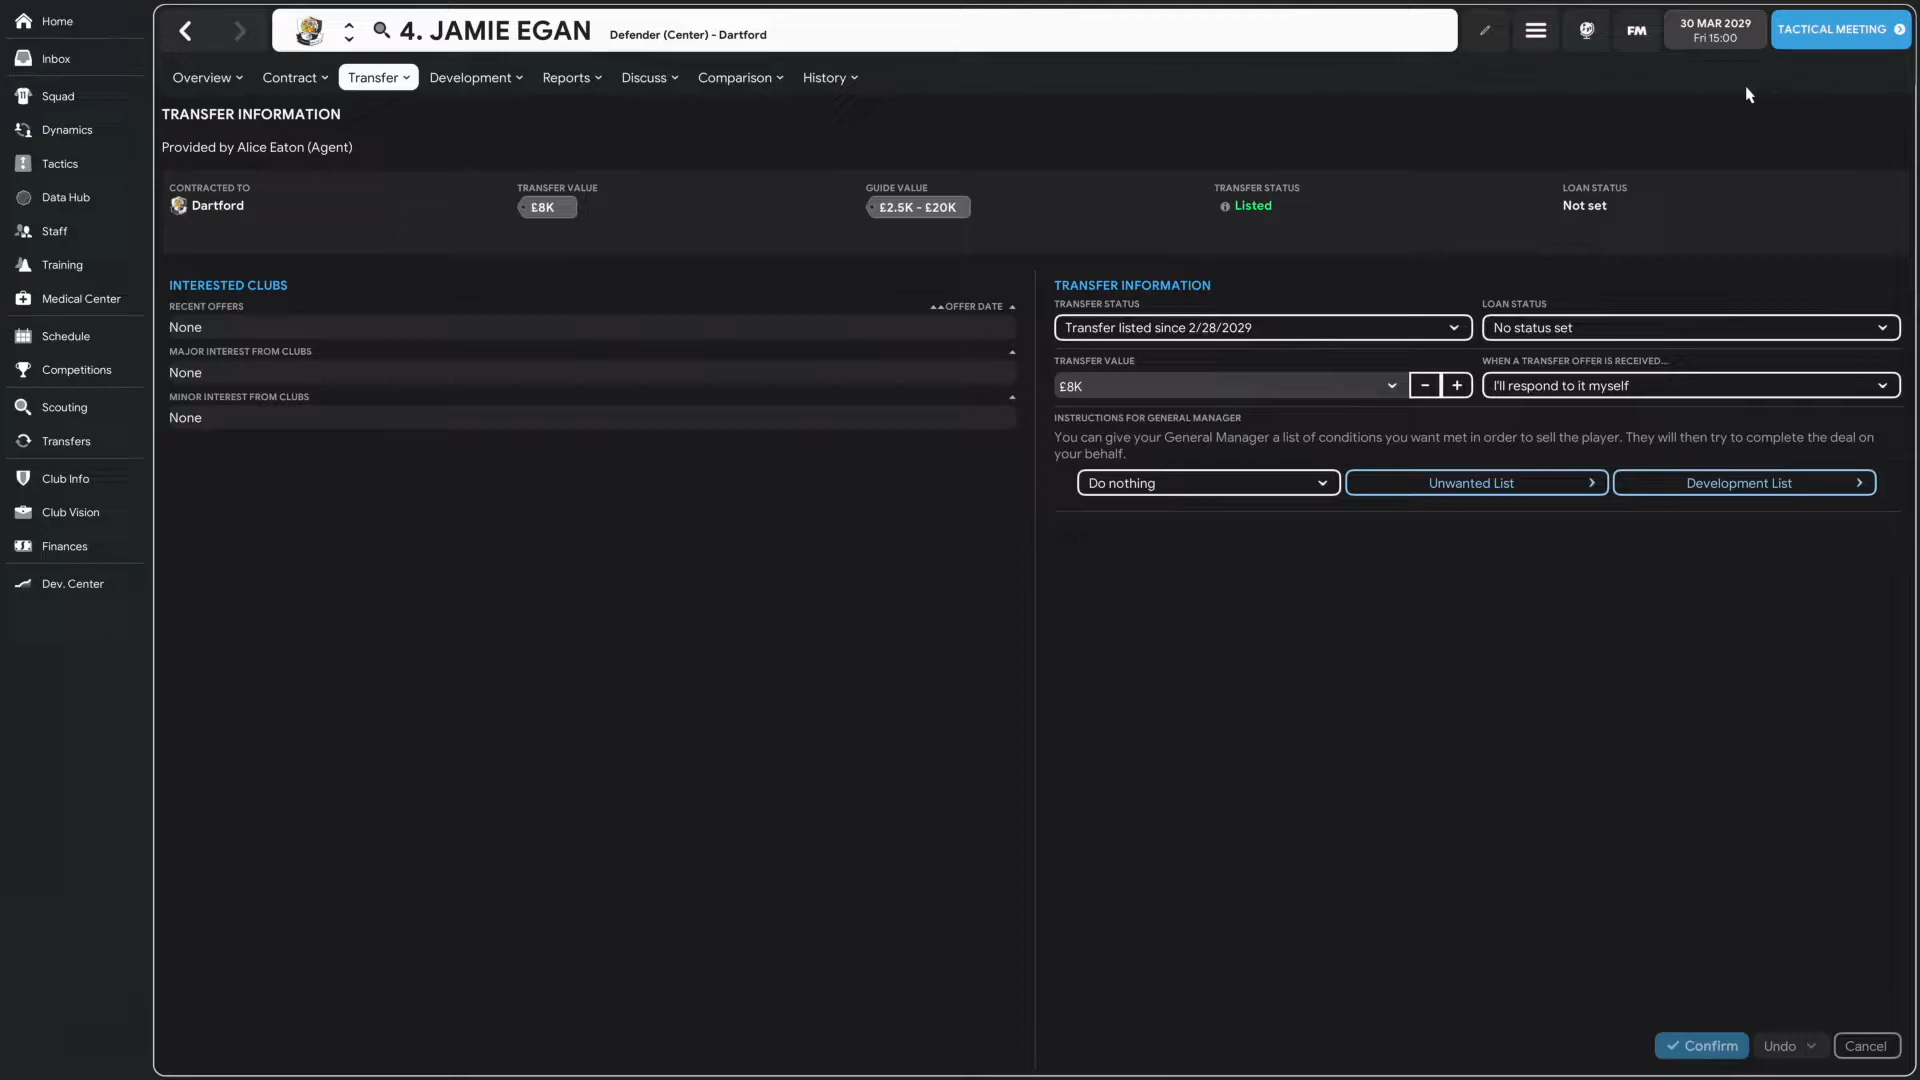 Home
Inbox
Squad
Dynamics
Tactics
Data Hub
Staff
Training
Medical Center
Schedule
Competitions
Scouting
Transfers
Club Info
Club Vision
Finances
Dev. Center
4. JAMIE EGAN Defender (Center) - Dartford
FM
30 MAR 2029
Fri 15:00
TACTICAL MEETING
Overview Contract Transfer Development Reports Discuss Comparison History
TRANSFER INFORMATION
Provided by Alice Eaton (Agent)
CONTRACTED TO TRANSFER VALUE GUIDE VALUE TRANSFER STATUS LOAN STATUS
Dartford £8K £2.5K - £20K Listed Not set
INTERESTED CLUBS
RECENT OFFERS OFFER DATE
None
MAJOR INTEREST FROM CLUBS
None
MINOR INTEREST FROM CLUBS
None
TRANSFER INFORMATION
TRANSFER STATUS LOAN STATUS
Transfer listed since 2/28/2029 No status set
TRANSFER VALUE WHEN A TRANSFER OFFER IS RECEIVED...
£8K - + I'll respond to it myself
INSTRUCTIONS FOR GENERAL MANAGER
You can give your General Manager a list of conditions you want met in order to sell the player. They will then try to complete the deal on
your behalf.
Do nothing Unwanted List Development List
Confirm Undo Cancel